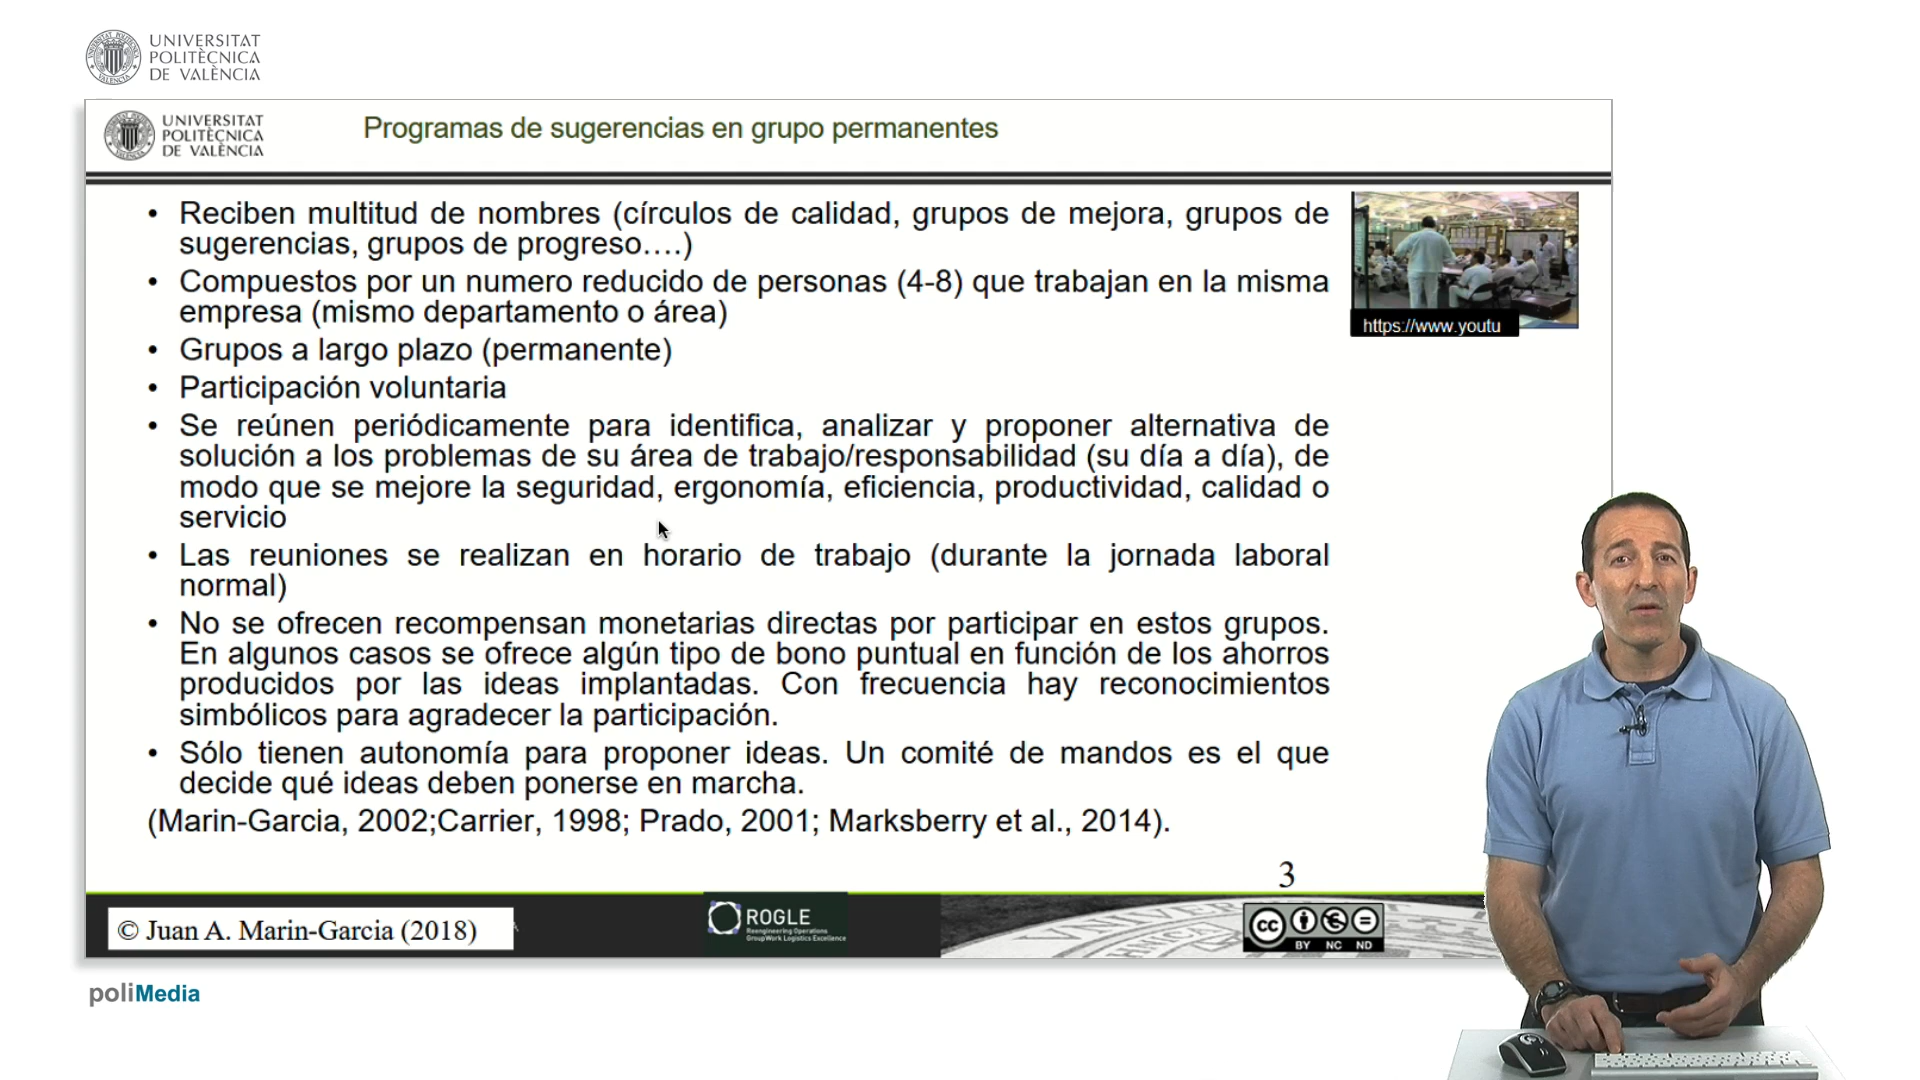 UNIVERSITAT
POLITÈCNICA
DE VALÈNCIA
UNIVERSITAT
POLITÈCNICA
DE VALÈNCIA
Programas de sugerencias en grupo permanentes
• Reciben multitud de nombres (círculos de calidad, grupos de mejora, grupos de
sugerencias, grupos de progreso….)
• Compuestos por un numero reducido de personas (4-8) que trabajan en la misma
empresa (mismo departamento o área)
• Grupos a largo plazo (permanente)
• Participación voluntaria
• Se reúnen periódicamente para identifica, analizar y proponer alternativa de
solución a los problemas de su área de trabajo/responsabilidad (su día a día), de
modo que se mejore la seguridad, ergonomía, eficiencia, productividad, calidad o
servicio
• Las reuniones se realizan en horario de trabajo (durante la jornada laboral
normal)
• No se ofrecen recompensan monetarias directas por participar en estos grupos.
En algunos casos se ofrece algún tipo de bono puntual en función de los ahorros
producidos por las ideas implantadas. Con frecuencia hay reconocimientos
simbólicos para agradecer la participación.
• Sólo tienen autonomía para proponer ideas. Un comité de mandos es el que
decide qué ideas deben ponerse en marcha.
(Marin-Garcia, 2002;Carrier, 1998; Prado, 2001; Marksberry et al., 2014).
https://www.youtu
3
© Juan A. Marin-Garcia (2018)
ROGLE
Reengineering Operations
GroupWork Logistics Excellence
cc
BY NC ND
poliMedia